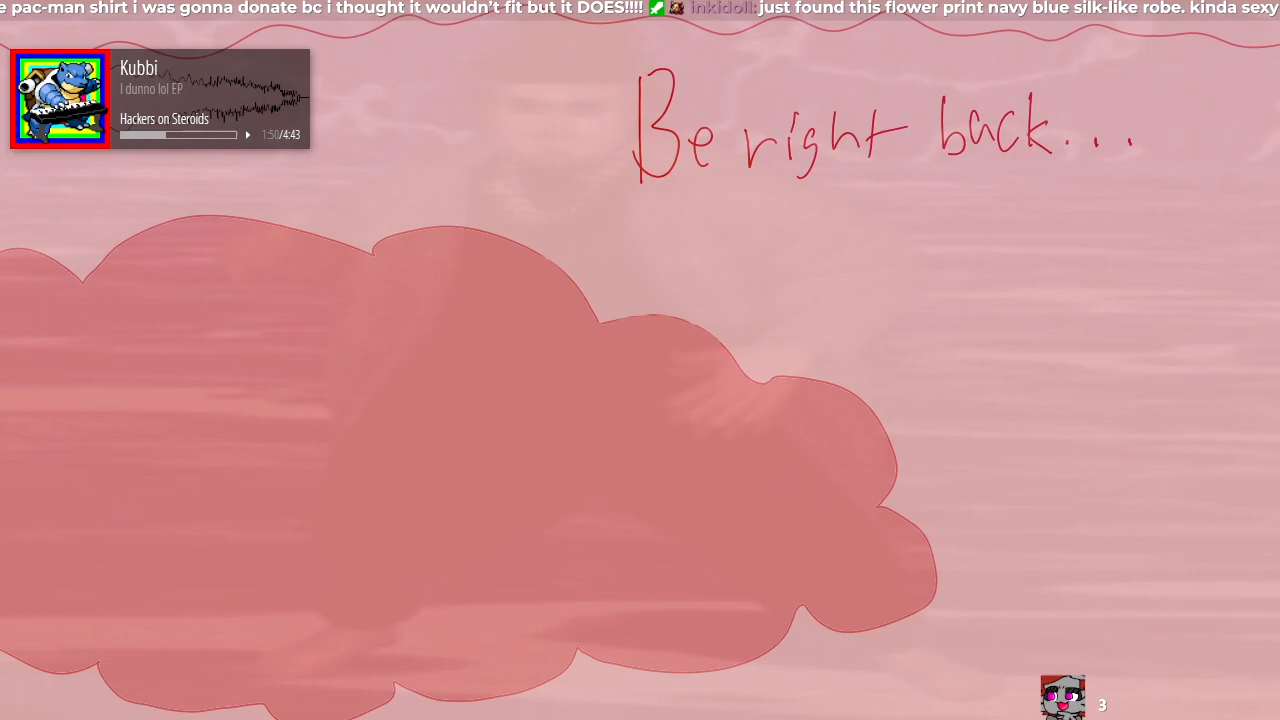 e pac-man shirt i was gonna donate bc i thought it wouldn't fit but it DOES!!!! inkidoll: just found this flower print navy blue silk-like robe. kinda sexy
Kubbi
I dunno lol EP
Hackers on Steroids
1:50/4:43
Be right back...
3